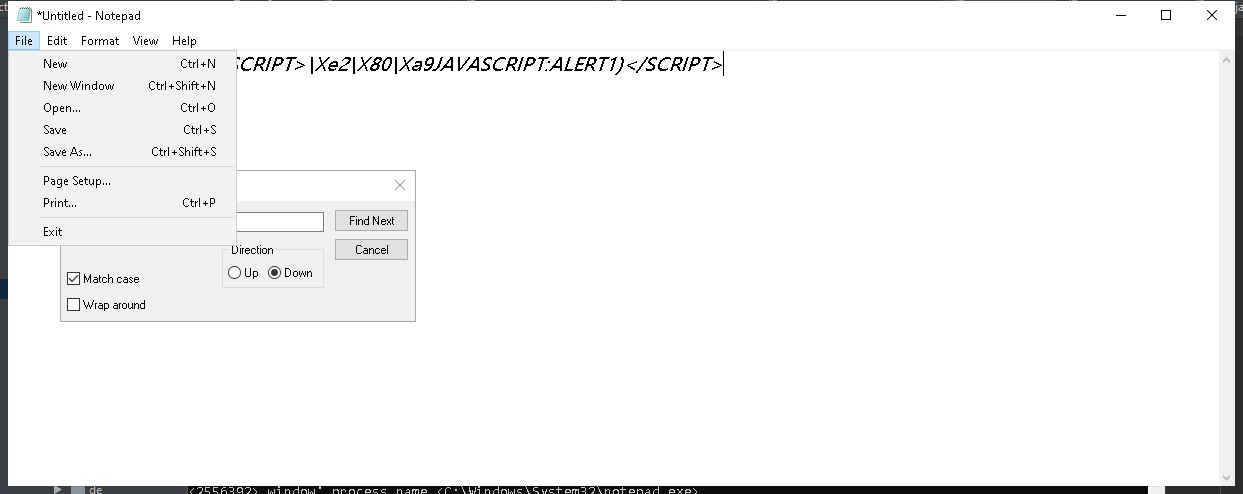 *Untitled - Notepad
File Edit Format View Help
New Ctrl+N
New Window Ctrl+Shift+N
Open... Ctrl+O
Save Ctrl+S
Save As... Ctrl+Shift+S
Page Setup...
Print... Ctrl+P
Exit
SCRIPT>|Xe2|X80|Xa9JAVASCRIPT:ALERT1)</SCRIPT>
Find Next
Cancel
Direction
Up Down
Match case
Wrap around
de <2556392> window' process name <C:\Windows\System32\notepad.exe>